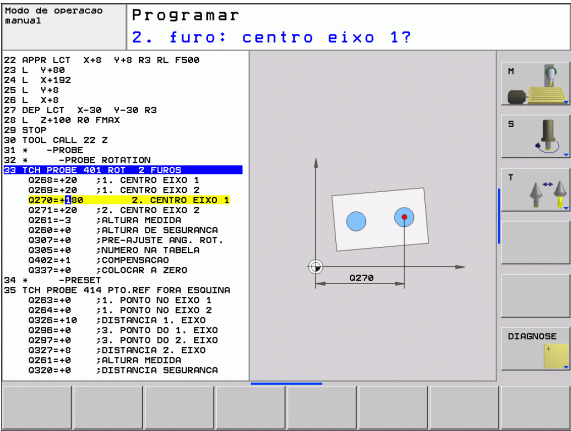 Modo de operacao
manual
Programar
2. furo: centro eixo 1?
22 APPR LCT X+8 Y+8 R3 RL F500
23 L Y+80
24 L X+192
25 L Y+8
26 L X+8
27 DEP LCT X-30 Y-30 R3
28 L Z+100 R0 FMAX
29 STOP
30 TOOL CALL 22 Z
31 * -PROBE
32 * -PROBE ROTATION
33 TCH PROBE 401 ROT 2 FUROS
Q268=+20 ;1. CENTRO EIXO 1
Q269=+20 ;1. CENTRO EIXO 2
Q270=+180 2. CENTRO EIXO 1
Q271=+20 ;2. CENTRO EIXO 2
Q261=-3 ;ALTURA MEDIDA
Q260=+0 ;ALTURA DE SEGURANCA
Q307=+0 ;PRE-AJUSTE ANG. ROT.
Q305=+0 ;NUMERO NA TABELA
Q402=+1 ;COMPENSACAO
Q337=+0 ;COLOCAR A ZERO
34 * -PRESET
35 TCH PROBE 414 PTO.REF FORA ESQUINA
Q263=+0 ;1. PONTO NO EIXO 1
Q264=+0 ;1. PONTO NO EIXO 2
Q326=+10 ;DISTANCIA 1. EIXO
Q296=+0 ;3. PONTO DO 1. EIXO
Q297=+0 ;3. PONTO DO 2. EIXO
Q327=+8 ;DISTANCIA 2. EIXO
Q261=+0 ;ALTURA MEDIDA
Q320=+0 ;DISTANCIA SEGURANCA
Q270
M
S
T
DIAGNOSE